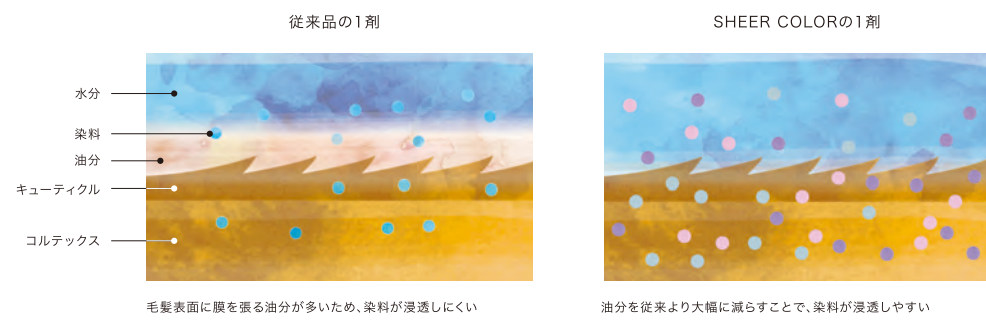 従来品の1剤
SHEER COLORの1剤
水分
染料
油分
キューティクル
コルテックス
毛髪表面に膜を張る油分が多いため、染料が浸透しにくい
油分を従来より大幅に減らすことで、染料が浸透しやすい